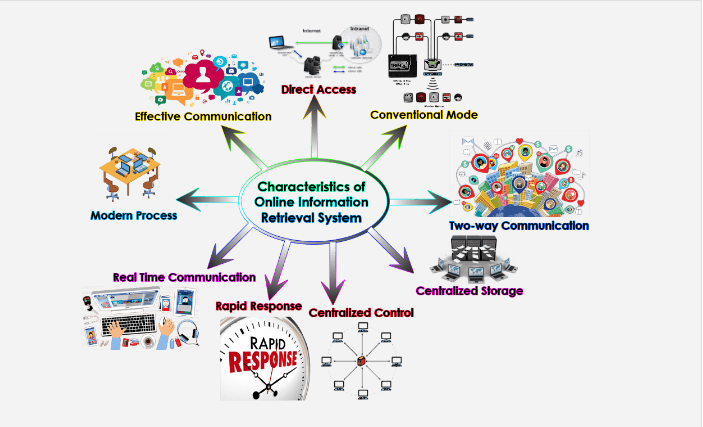 Internet
Intranet
Direct Access
Effective Communication
Conventional Mode
Characteristics of
Online Information
Retrieval System
Modern Process
Two-way Communication
Real Time Communication
Centralized Storage
Rapid Response
Centralized Control
RAPID
RESPONSE